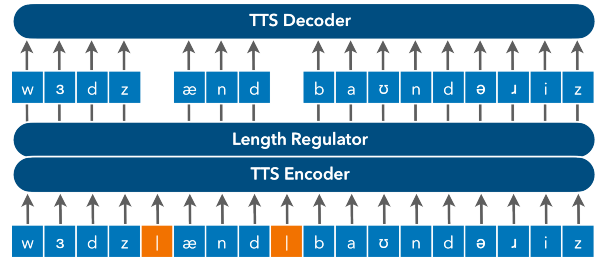 TTS Decoder
w ɜ d z æ n d b a ʊ n d ə ɹ i z
Length Regulator
TTS Encoder
w ɜ d z | æ n d | b a ʊ n d ə ɹ i z